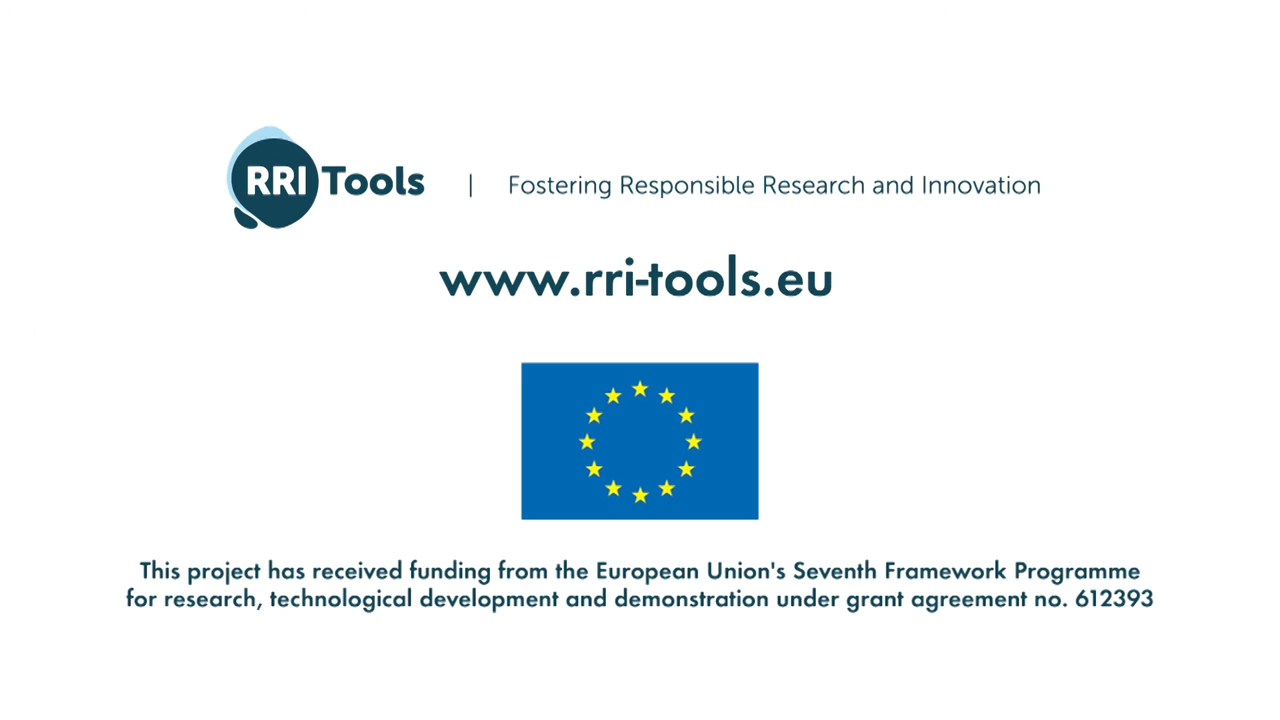 RRI Tools | Fostering Responsible Research and Innovation
www.rri-tools.eu
This project has received funding from the European Union's Seventh Framework Programme
for research, technological development and demonstration under grant agreement no. 612393